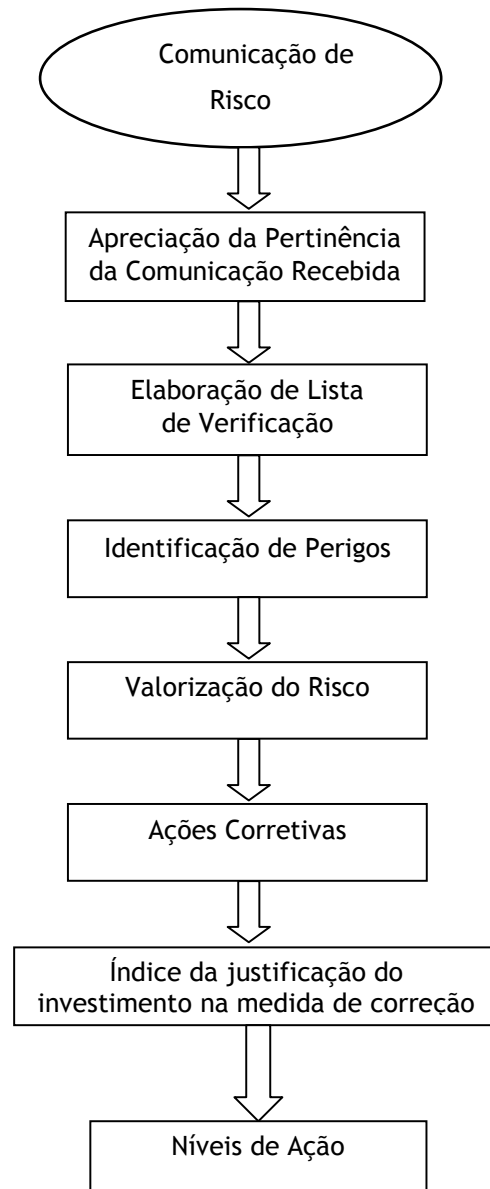 Comunicação de
Risco
Apreciação da Pertinência
da Comunicação Recebida
Elaboração de Lista
de Verificação
Identificação de Perigos
Valorização do Risco
Ações Corretivas
Índice da justificação do
investimento na medida de correção
Níveis de Ação